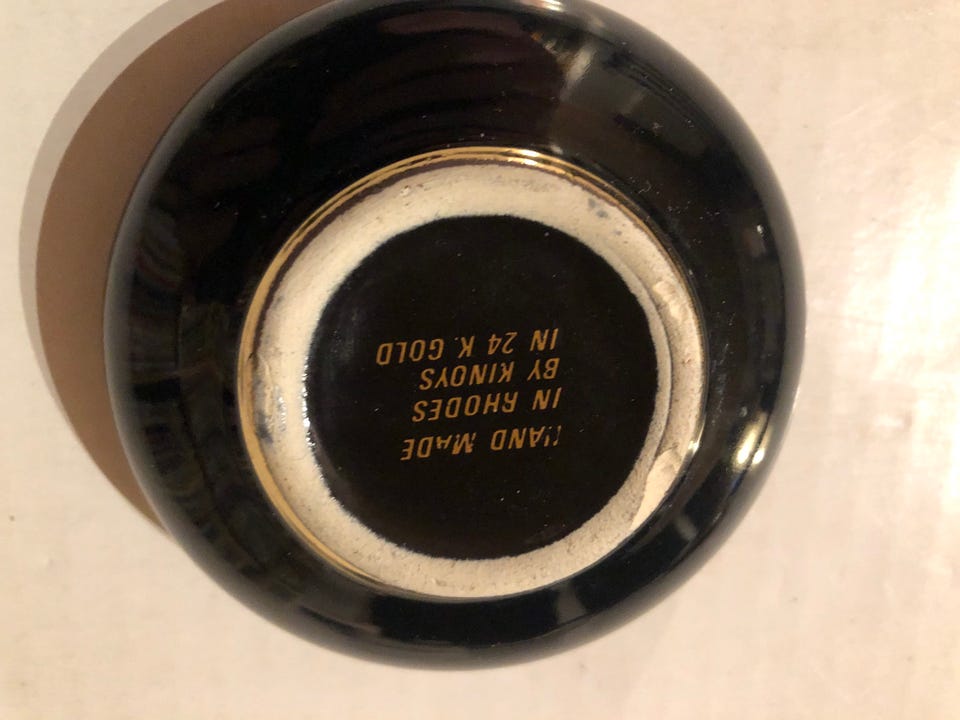 HAND MADE
IN RHODES
BY KINOYS
IN 24 K. GOLD